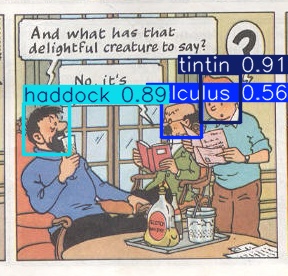 And what has that
delightful creature to say?
?
tintin 0.91
No, it's
haddock 0.89
lculus 0.56